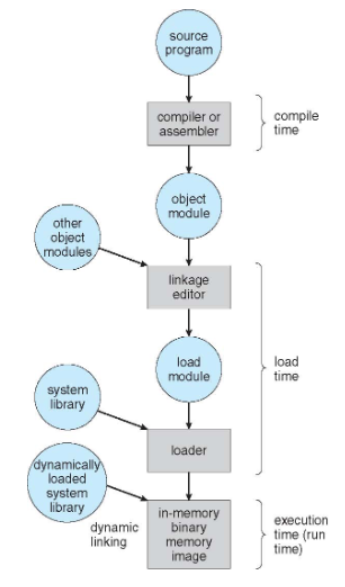 source
program
compiler or
assembler
compile
time
object
module
other
object
modules
linkage
editor
load
module
load
time
system
library
loader
dynamically
loaded
system
library
dynamic
linking
in-memory
binary
memory
image
execution
time (run
time)